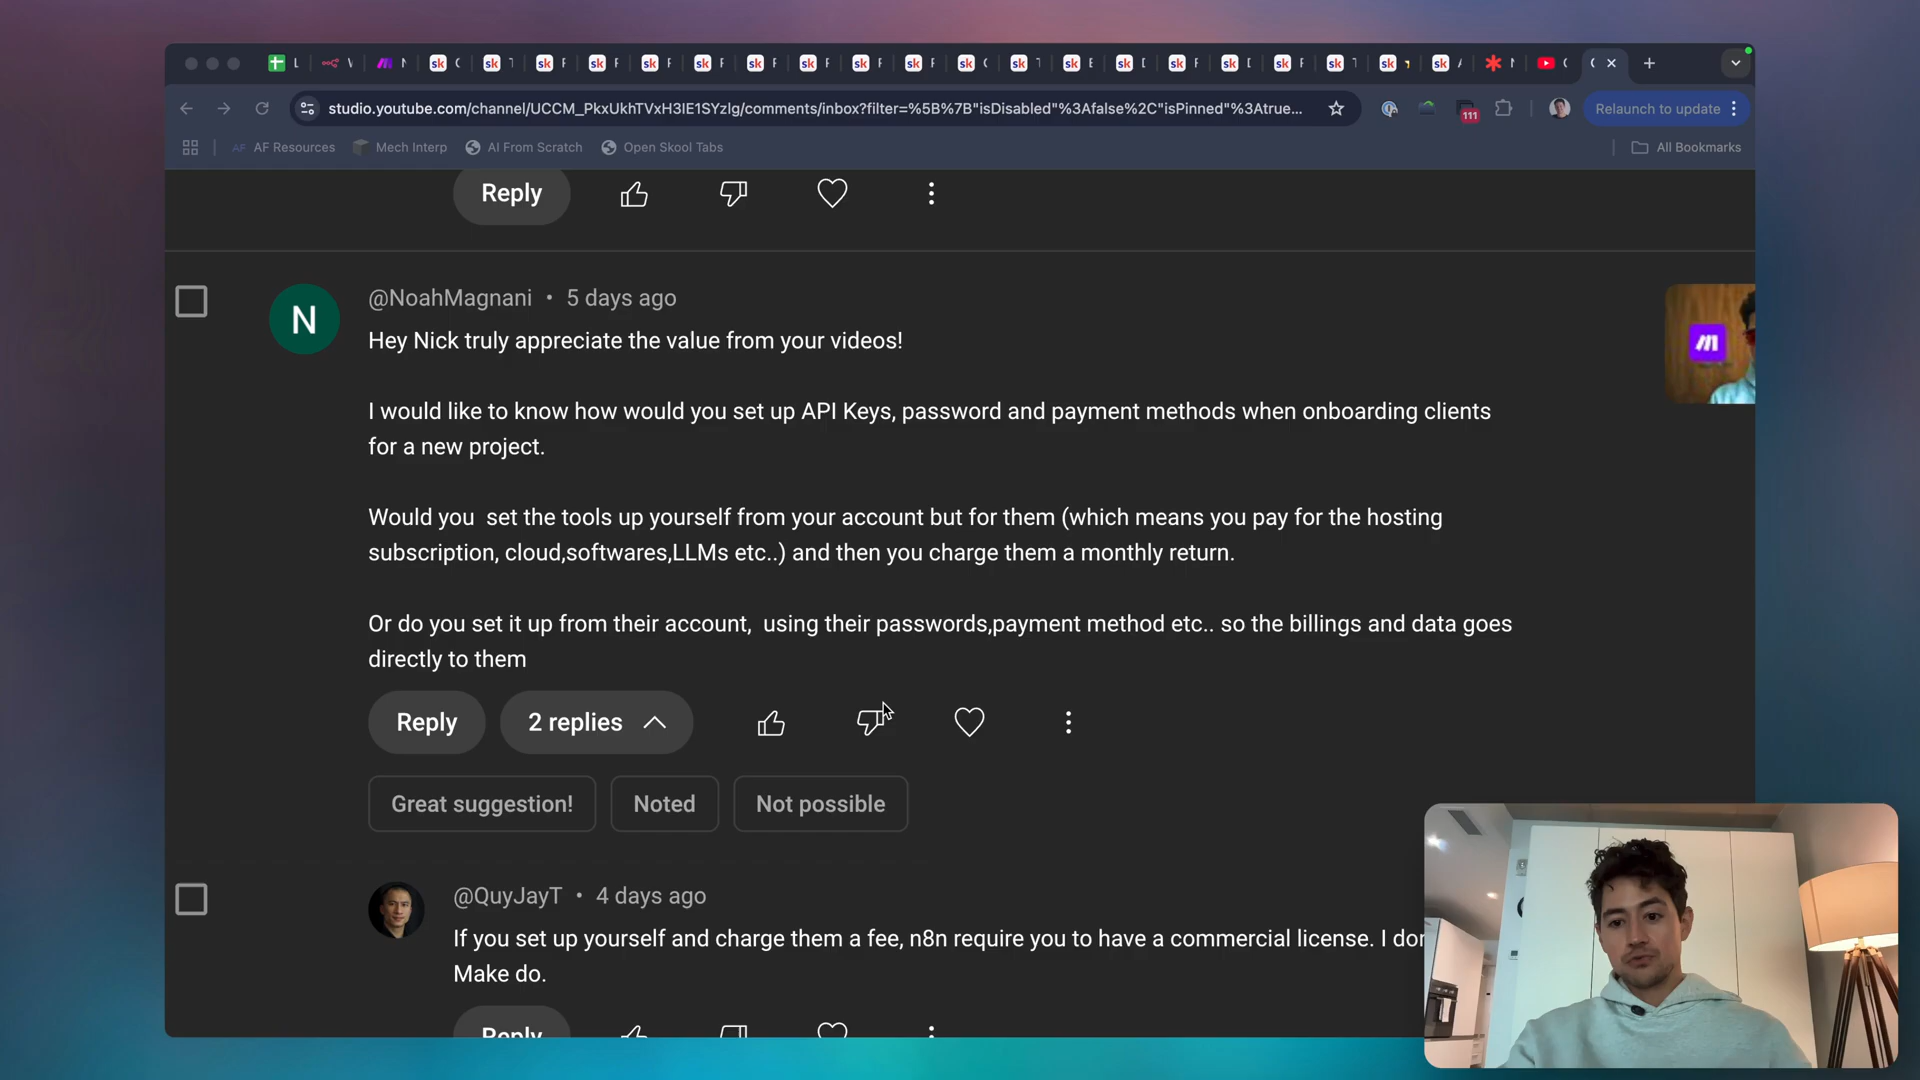 studio.youtube.com/channel/UCCM_PkxUkhTVxH3IE1SYzIg/comments/inbox?filter=%5B%7B"isDisabled"%3Afalse%2C"isPinned"%3Atrue...
111
Relaunch to update
AF Resources
Mech Interp
AI From Scratch
Open Skool Tabs
All Bookmarks
Reply
N
@NoahMagnani • 5 days ago
Hey Nick truly appreciate the value from your videos!
I would like to know how would you set up API Keys, password and payment methods when onboarding clients
for a new project.
Would you set the tools up yourself from your account but for them (which means you pay for the hosting
subscription, cloud,softwares,LLMs etc..) and then you charge them a monthly return.
Or do you set it up from their account, using their passwords,payment method etc.. so the billings and data goes
directly to them
Reply
2 replies
Great suggestion!
Noted
Not possible
@QuyJayT • 4 days ago
If you set up yourself and charge them a fee, n8n require you to have a commercial license. I
Make do.
Reply